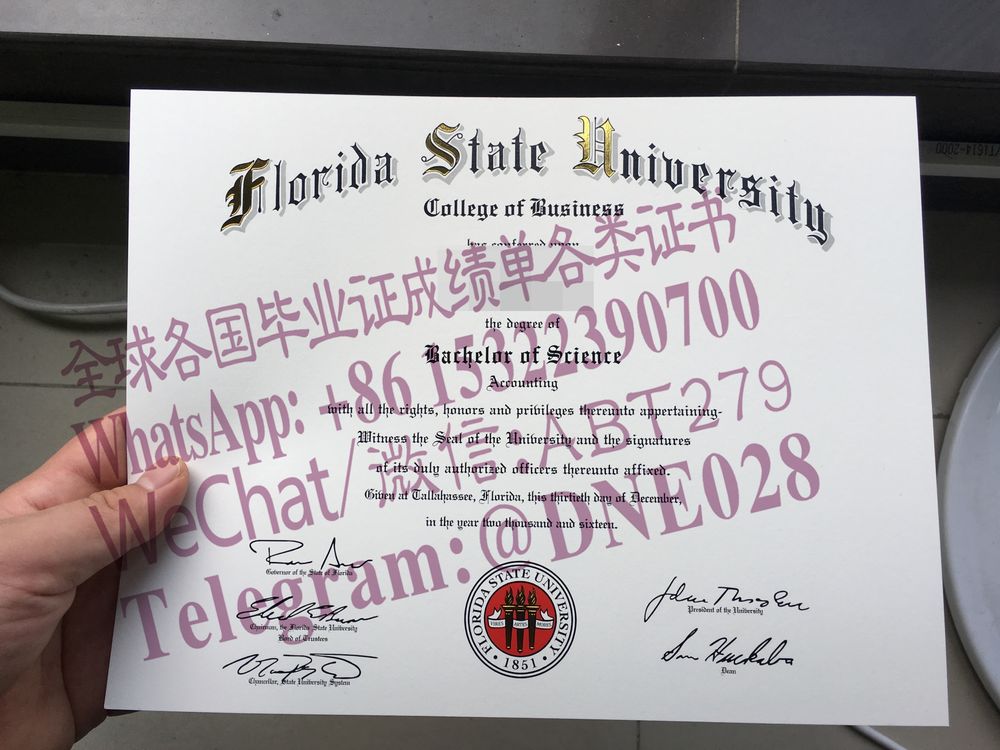 Florida State University
College of Business
has conferred upon
the degree of
Bachelor of Science
Accounting
with all the rights, honors and privileges thereunto appertaining-
Witness the Seal of the University and the signatures
of its duly authorized officers thereunto affixed.
Given at Tallahassee, Florida, this thirtieth day of December,
in the year two thousand and sixteen.
全球各国毕业证成绩单各类证书
WhatsApp: +86 15322390700
WeChat/微信:ABT279
Telegram:@DNE028
Governor of the State of Florida
Chairman, the Florida State University
Board of Trustees
Chancellor, State University System
FLORIDA STATE UNIVERSITY
VIRES ARTES MORES
1851
President of the University
Dean